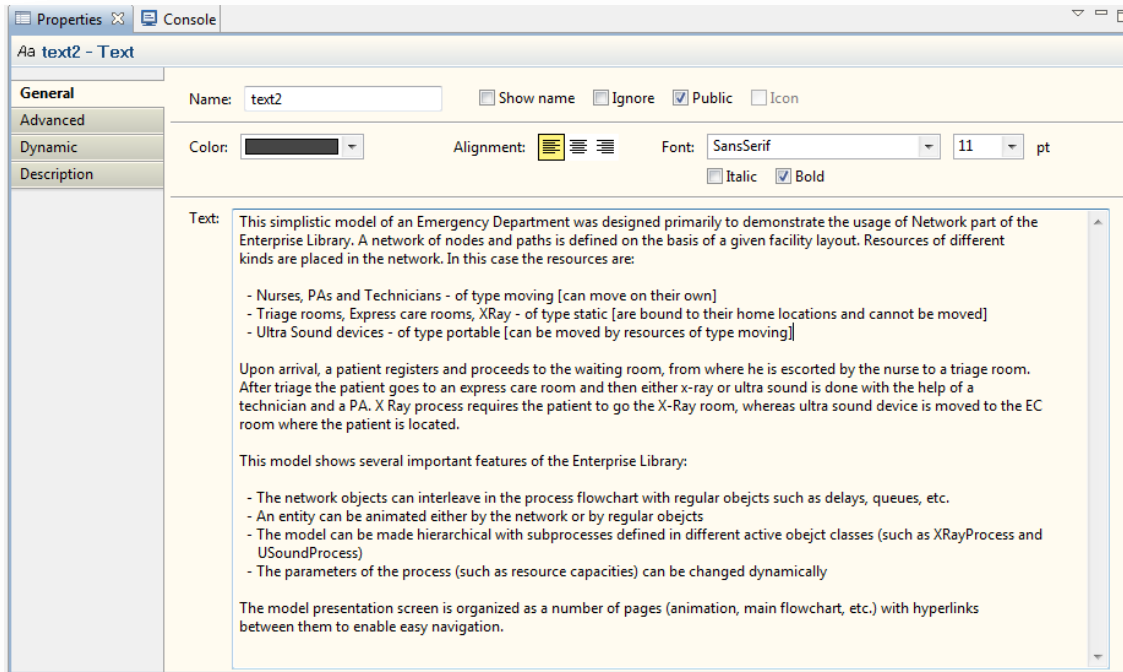 Properties Console
Aa text2 - Text
General
Advanced
Dynamic
Description
Name: text2 Show name Ignore Public Icon
Color: Alignment: Font: SansSerif 11 pt
Italic Bold
Text:
This simplistic model of an Emergency Department was designed primarily to demonstrate the usage of Network part of the
Enterprise Library. A network of nodes and paths is defined on the basis of a given facility layout. Resources of different
kinds are placed in the network. In this case the resources are:
- Nurses, PAs and Technicians - of type moving [can move on their own]
- Triage rooms, Express care rooms, XRay - of type static [are bound to their home locations and cannot be moved]
- Ultra Sound devices - of type portable [can be moved by resources of type moving]
Upon arrival, a patient registers and proceeds to the waiting room, from where he is escorted by the nurse to a triage room.
After triage the patient goes to an express care room and then either x-ray or ultra sound is done with the help of a
technician and a PA. X Ray process requires the patient to go the X-Ray room, whereas ultra sound device is moved to the EC
room where the patient is located.
This model shows several important features of the Enterprise Library:
- The network objects can interleave in the process flowchart with regular obejcts such as delays, queues, etc.
- An entity can be animated either by the network or by regular obejcts
- The model can be made hierarchical with subprocesses defined in different active obejct classes (such as XRayProcess and
USoundProcess)
- The parameters of the process (such as resource capacities) can be changed dynamically
The model presentation screen is organized as a number of pages (animation, main flowchart, etc.) with hyperlinks
between them to enable easy navigation.